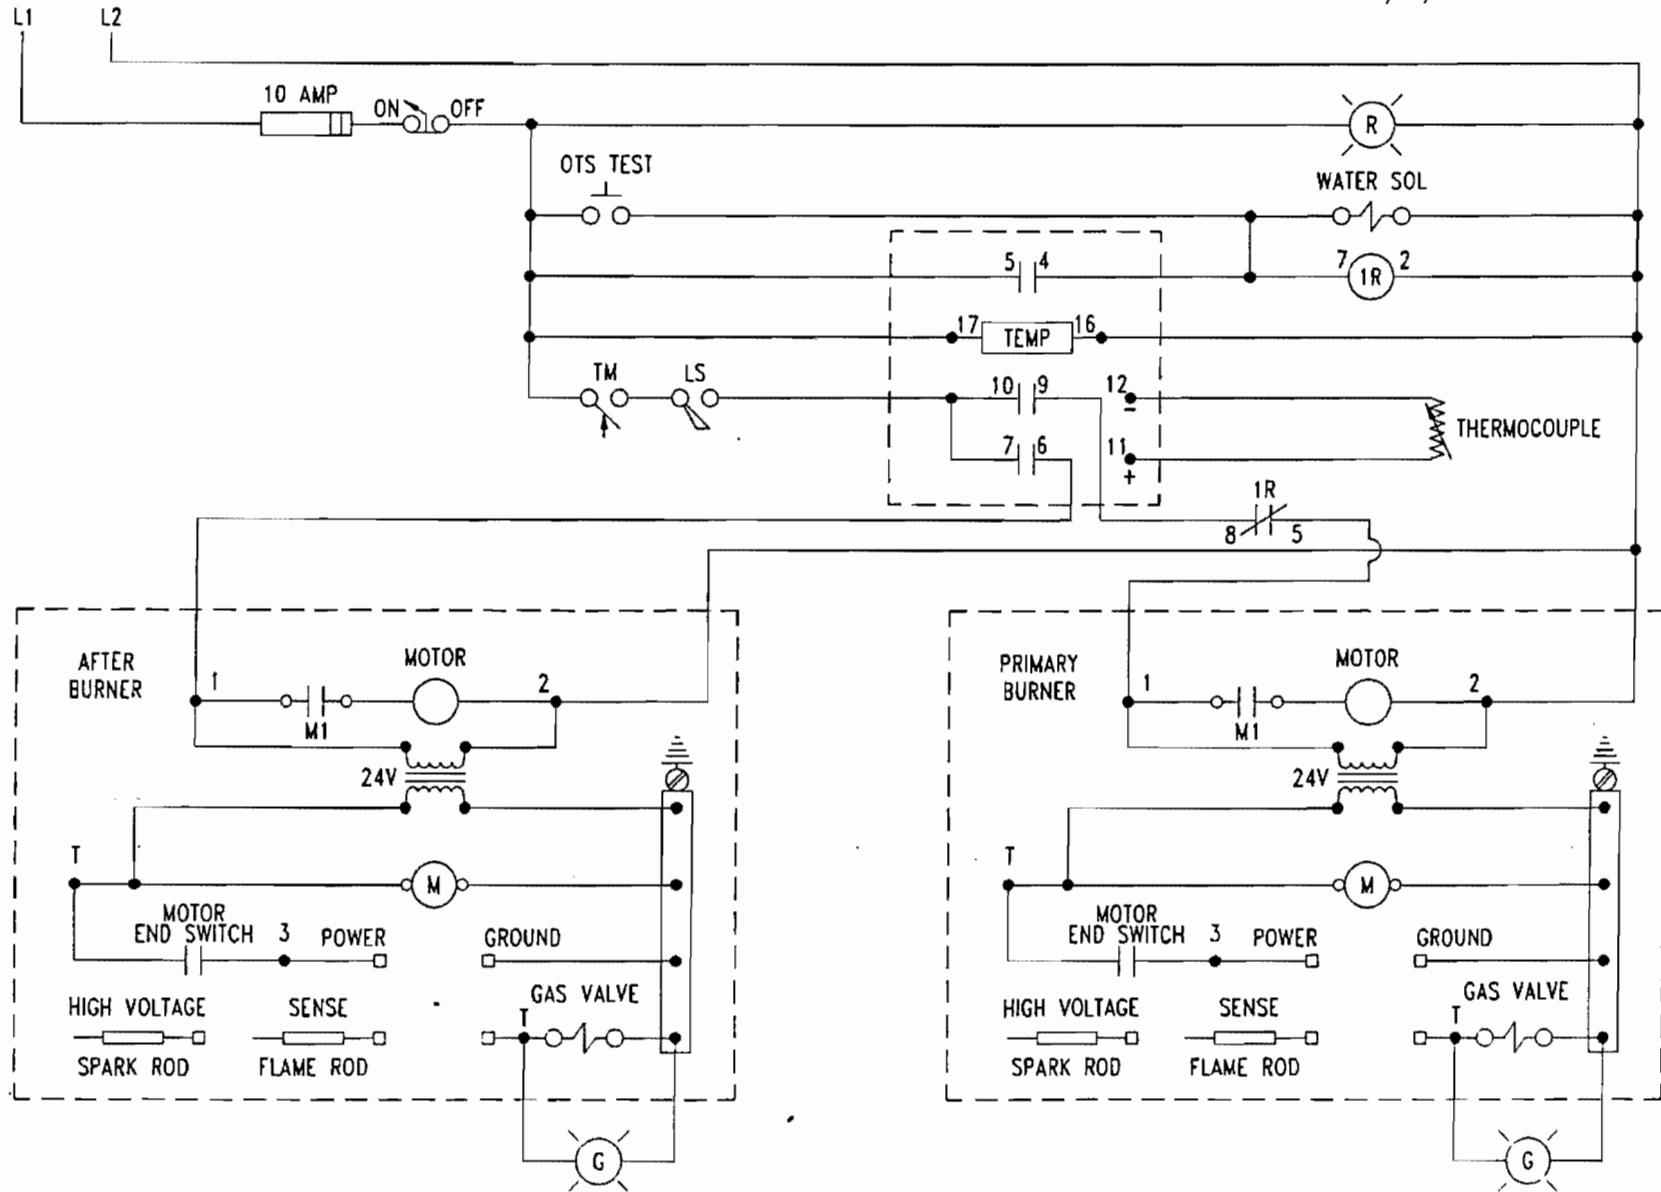 L1 L2
10 AMP ON OFF
R
OTS TEST
WATER SOL
5 4 7 1R 2
17 TEMP 16
TM LS 10 9 12
-
THERMOCOUPLE
7 6 11
+
1R
8 5
AFTER
BURNER
MOTOR
1 2
M1
24V
T
M
MOTOR
END SWITCH 3 POWER GROUND
HIGH VOLTAGE SENSE GAS VALVE
T
SPARK ROD FLAME ROD
G
PRIMARY
BURNER
MOTOR
1 2
M1
24V
T
M
MOTOR
END SWITCH 3 POWER GROUND
HIGH VOLTAGE SENSE GAS VALVE
T
SPARK ROD FLAME ROD
G